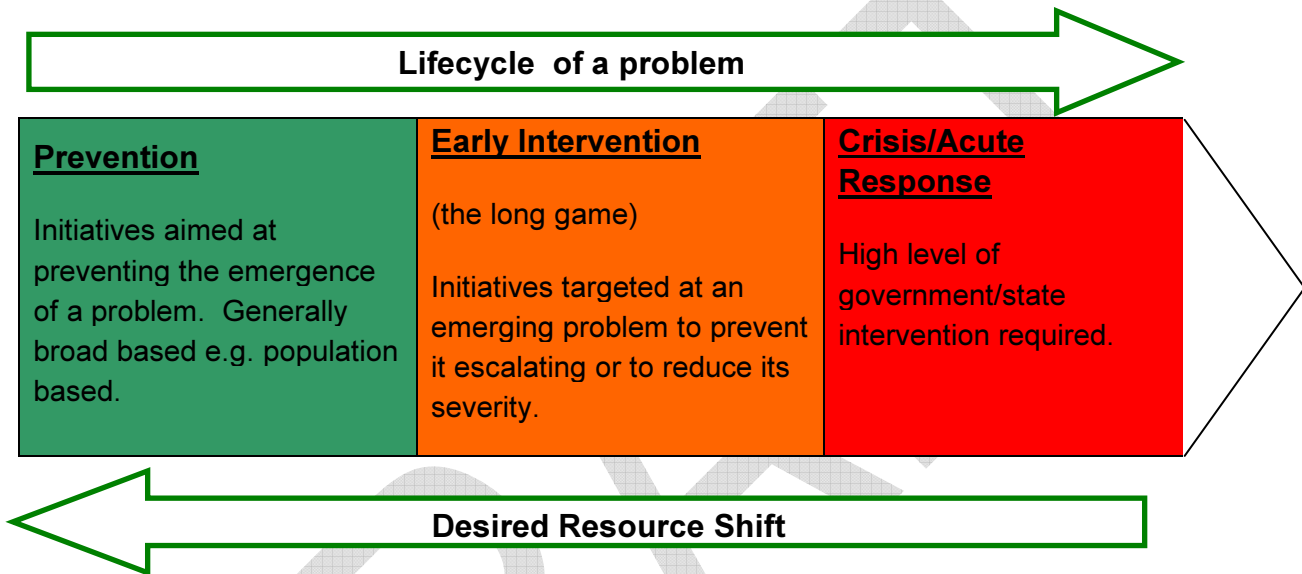 Lifecycle of a problem
Prevention
Initiatives aimed at
preventing the emergence
of a problem. Generally
broad based e.g. population
based.
Early Intervention
(the long game)
Initiatives targeted at an
emerging problem to prevent
it escalating or to reduce its
severity.
Crisis/Acute
Response
High level of
government/state
intervention required.
Desired Resource Shift